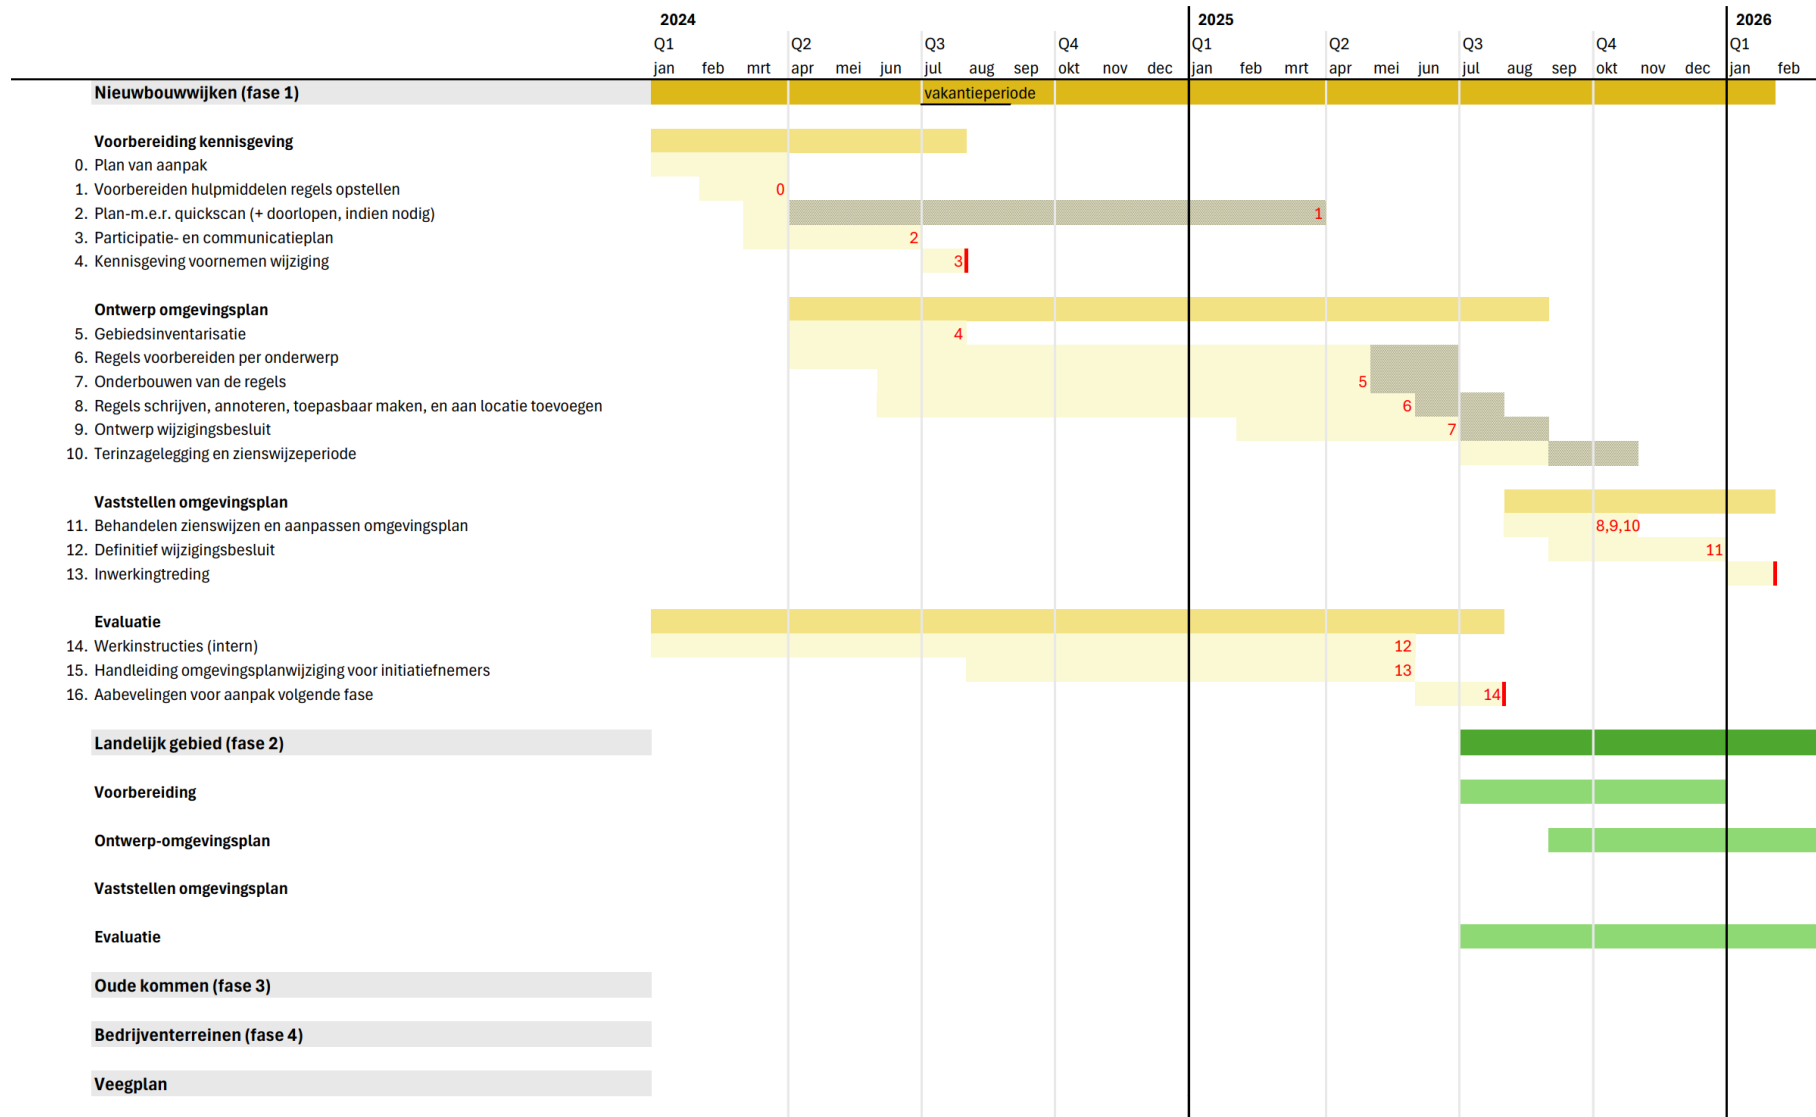 2024 2025 2026
Q1 Q2 Q3 Q4 Q1 Q2 Q3 Q4 Q1
jan feb mrt apr mei jun jul aug sep okt nov dec jan feb mrt apr mei jun jul aug sep okt nov dec jan feb
Nieuwbouwwijken (fase 1) vakantieperiode
Voorbereiding kennisgeving
0. Plan van aanpak
1. Voorbereiden hulpmiddelen regels opstellen 0
2. Plan-m.e.r. quickscan (+ doorlopen, indien nodig) 1
3. Participatie- en communicatieplan 2
4. Kennisgeving voornemen wijziging 3
Ontwerp omgevingsplan
5. Gebiedsinventarisatie 4
6. Regels voorbereiden per onderwerp
7. Onderbouwen van de regels 5
8. Regels schrijven, annoteren, toepasbaar maken, en aan locatie toevoegen 6
9. Ontwerp wijzigingsbesluit 7
10. Terinzagelegging en zienswijzeperiode
Vaststellen omgevingsplan
11. Behandelen zienswijzen en aanpassen omgevingsplan 8,9,10
12. Definitief wijzigingsbesluit 11
13. Inwerkingtreding
Evaluatie
14. Werkinstructies (intern) 12
15. Handleiding omgevingsplanwijziging voor initiatiefnemers 13
16. Aabevelingen voor aanpak volgende fase 14
Landelijk gebied (fase 2)
Voorbereiding
Ontwerp-omgevingsplan
Vaststellen omgevingsplan
Evaluatie
Oude kommen (fase 3)
Bedrijventerreinen (fase 4)
Veegplan